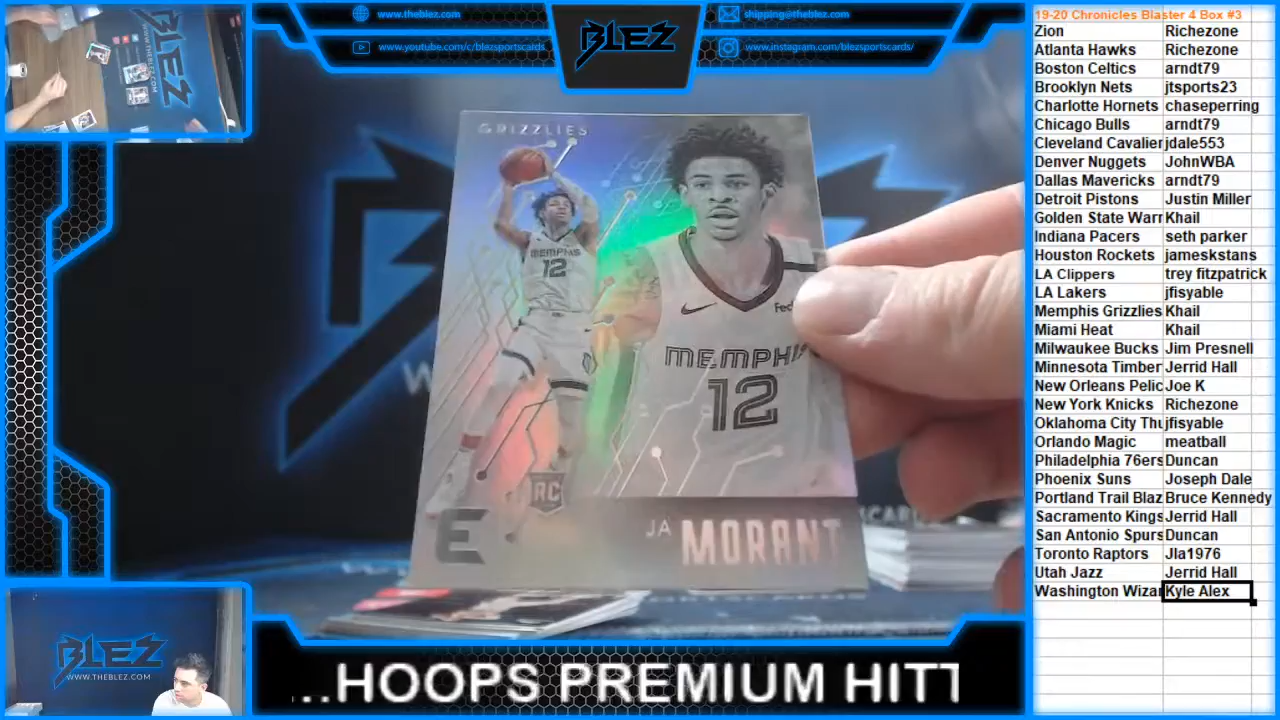 www.theblez.com
www.youtube.com/c/blezsportscards
BLEZ
shipping@theblez.com
www.instagram.com/blezsportscards/
GRIZZLIES
MEMPHIS
12
FedEx
MEMPHIS
12
RC
E
JA MORANT
BLEZ
WWW.THEBLEZ.COM
...HOOPS PREMIUM HITT
19-20 Chronicles Blaster 4 Box #3
Zion Richezone
Atlanta Hawks Richezone
Boston Celtics arndt79
Brooklyn Nets jtsports23
Charlotte Hornets chaseperring
Chicago Bulls arndt79
Cleveland Cavalier jdale553
Denver Nuggets JohnWBA
Dallas Mavericks arndt79
Detroit Pistons Justin Miller
Golden State Warr Khail
Indiana Pacers seth parker
Houston Rockets jameskstans
LA Clippers trey fitzpatrick
LA Lakers jfisyable
Memphis Grizzlies Khail
Miami Heat Khail
Milwaukee Bucks Jim Presnell
Minnesota Timber Jerrid Hall
New Orleans Pelic Joe K
New York Knicks Richezone
Oklahoma City Thu jfisyable
Orlando Magic meatball
Philadelphia 76ers Duncan
Phoenix Suns Joseph Dale
Portland Trail Blaz Bruce Kennedy
Sacramento Kings Jerrid Hall
San Antonio Spurs Duncan
Toronto Raptors Jla1976
Utah Jazz Jerrid Hall
Washington Wizar Kyle Alex